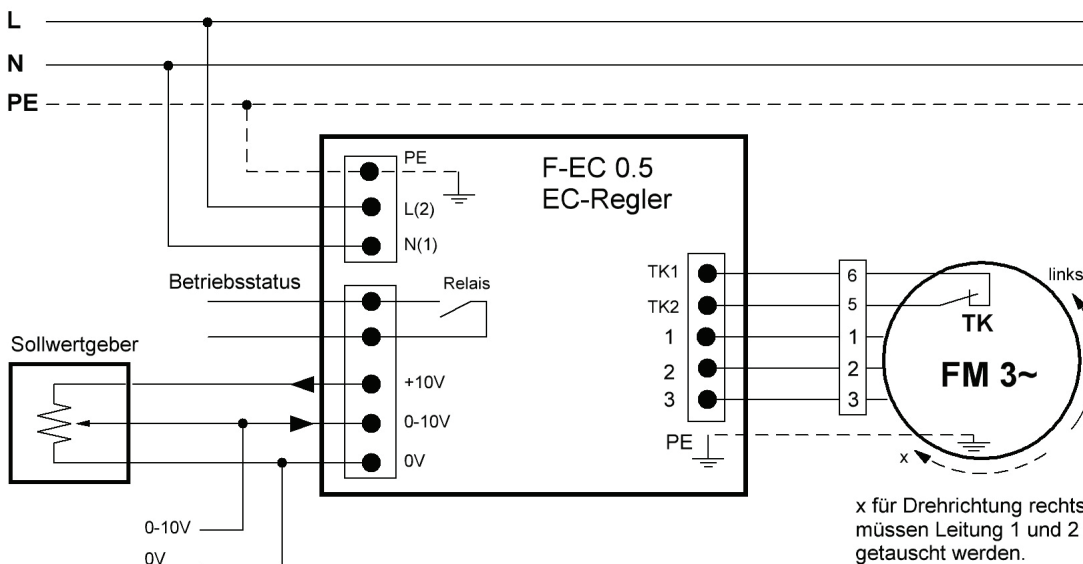 L
N
PE
F-EC 0.5
EC-Regler
PE
L(2)
N(1)
Betriebsstatus
Relais
Sollwertgeber
+10V
0-10V
0V
0-10V
0V
TK1
TK2
1
2
3
PE
6
5
1
2
3
TK
FM 3~
links
x
x für Drehrichtung rechts
müssen Leitung 1 und 2
getauscht werden.